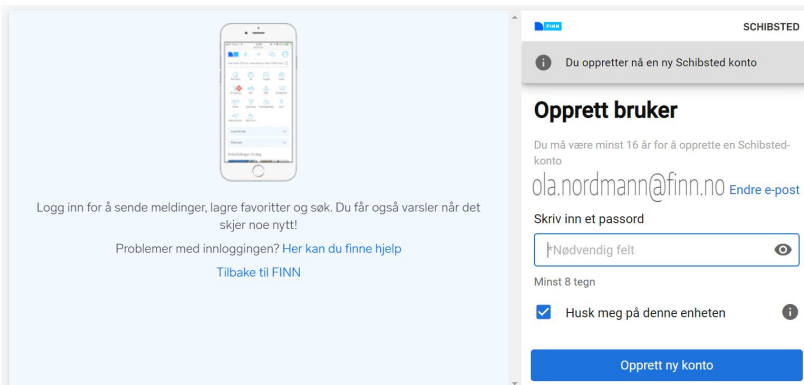 Logg inn for å sende meldinger, lagre favoritter og søk. Du får også varsler når det
skjer noe nytt!
Problemer med innloggingen? Her kan du finne hjelp
Tilbake til FINN
FINN
SCHIBSTED
Du oppretter nå en ny Schibsted konto
Opprett bruker
Du må være minst 16 år for å opprette en Schibsted-
konto
ola.nordmann@finn.no Endre e-post
Skriv inn et passord
*Nødvendig felt
Minst 8 tegn
Husk meg på denne enheten
Opprett ny konto